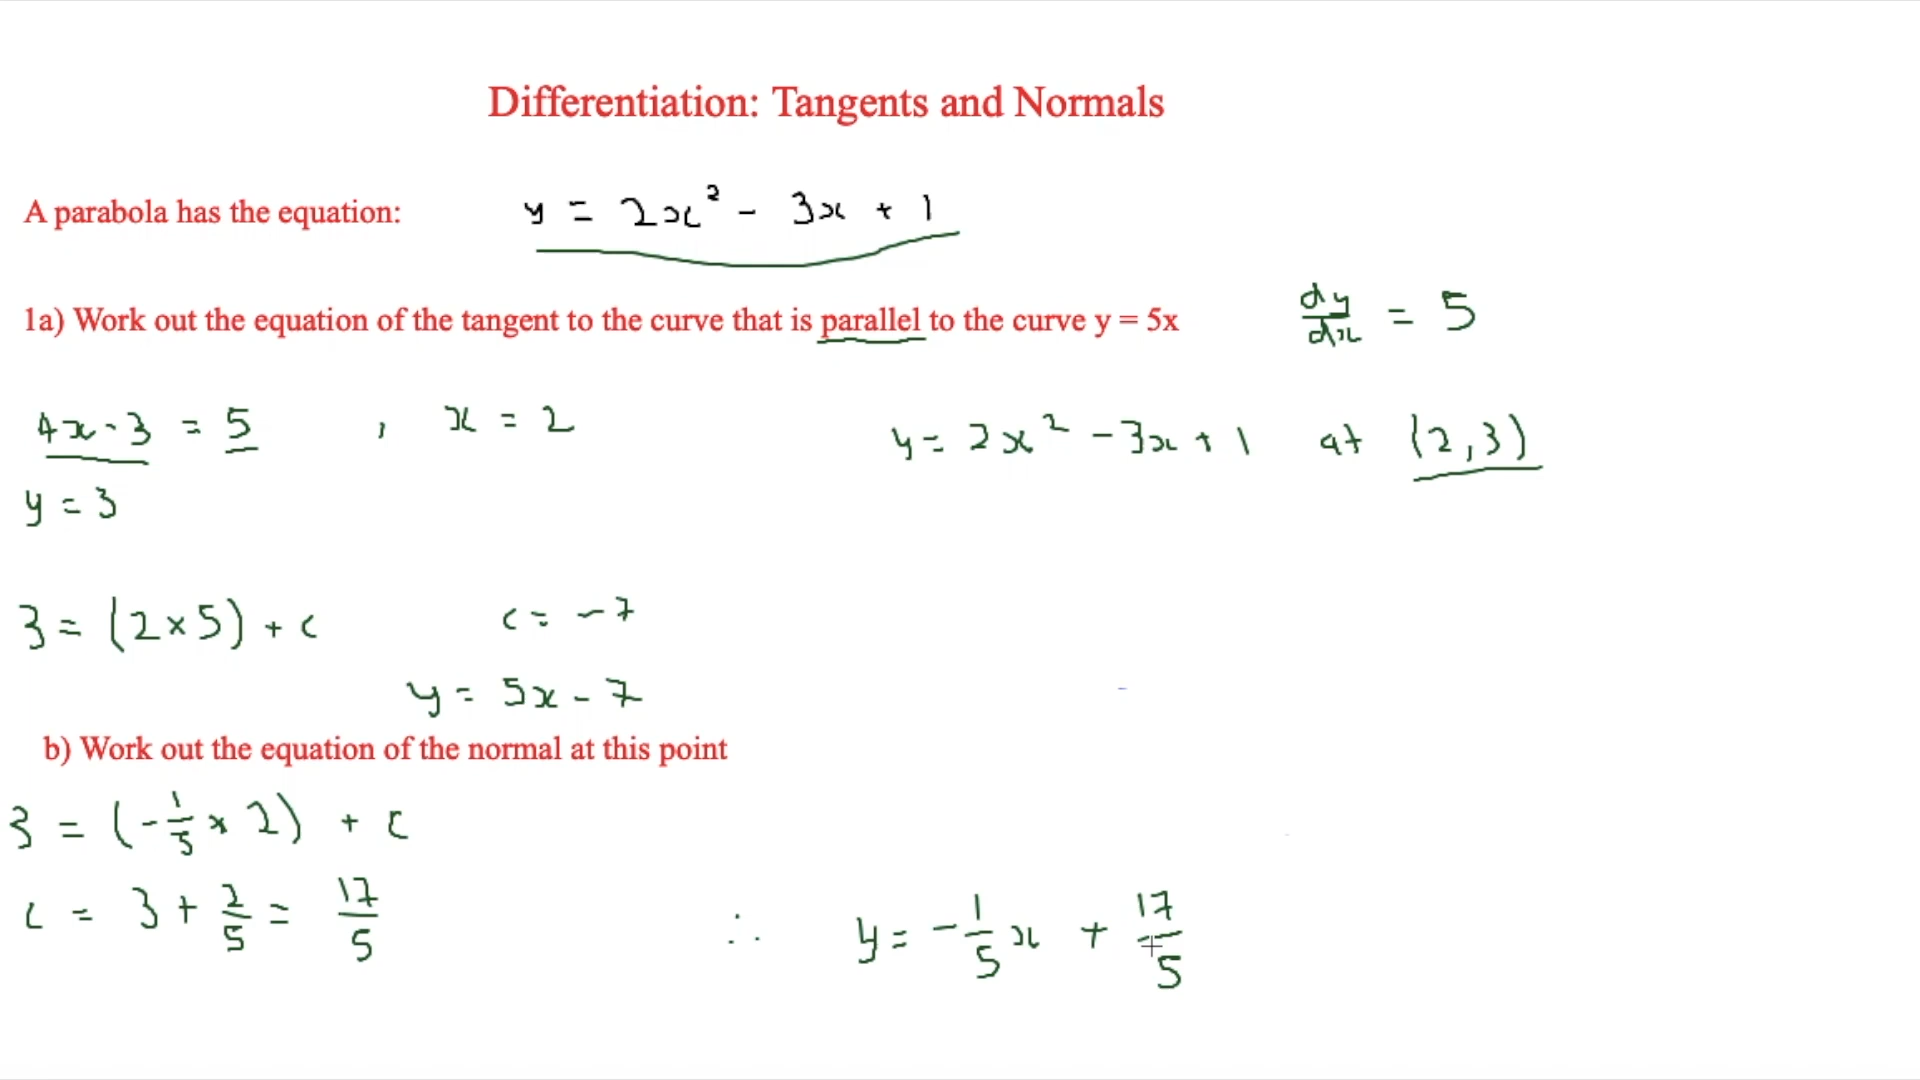 Differentiation: Tangents and Normals
A parabola has the equation: y = 2x² - 3x + 1
1a) Work out the equation of the tangent to the curve that is parallel to the curve y = 5x
dy/dx = 5
4x - 3 = 5 , x = 2
y = 2x² - 3x + 1 at (2,3)
y = 3
3 = (2 × 5) + c
c = -7
y = 5x - 7
b) Work out the equation of the normal at this point
3 = (-1/5 × 2) + c
c = 3 + 2/5 = 17/5
∴ y = -1/5 x + 17/5